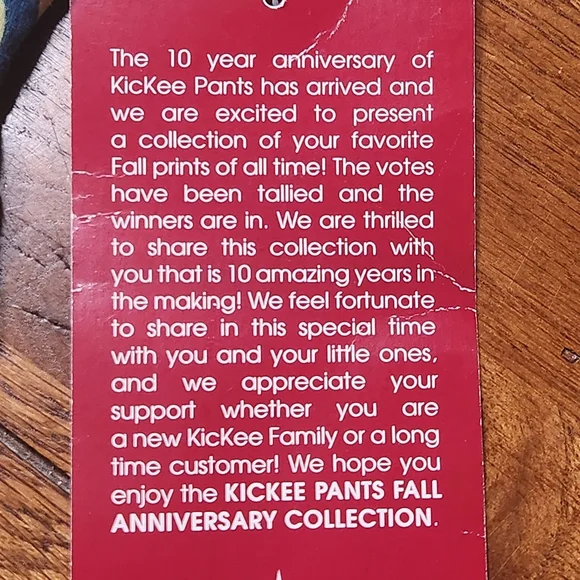 The 10 year anniversary of
KicKee Pants has arrived and
we are excited to present
a collection of your favorite
Fall prints of all time! The votes
have been tallied and the
winners are in. We are thrilled
to share this collection with
you that is 10 amazing years in
the making! We feel fortunate
to share in this special time
with you and your little ones,
and we appreciate your
support whether you are
a new KicKee Family or a long
time customer! We hope you
enjoy the KICKEE PANTS FALL
ANNIVERSARY COLLECTION.